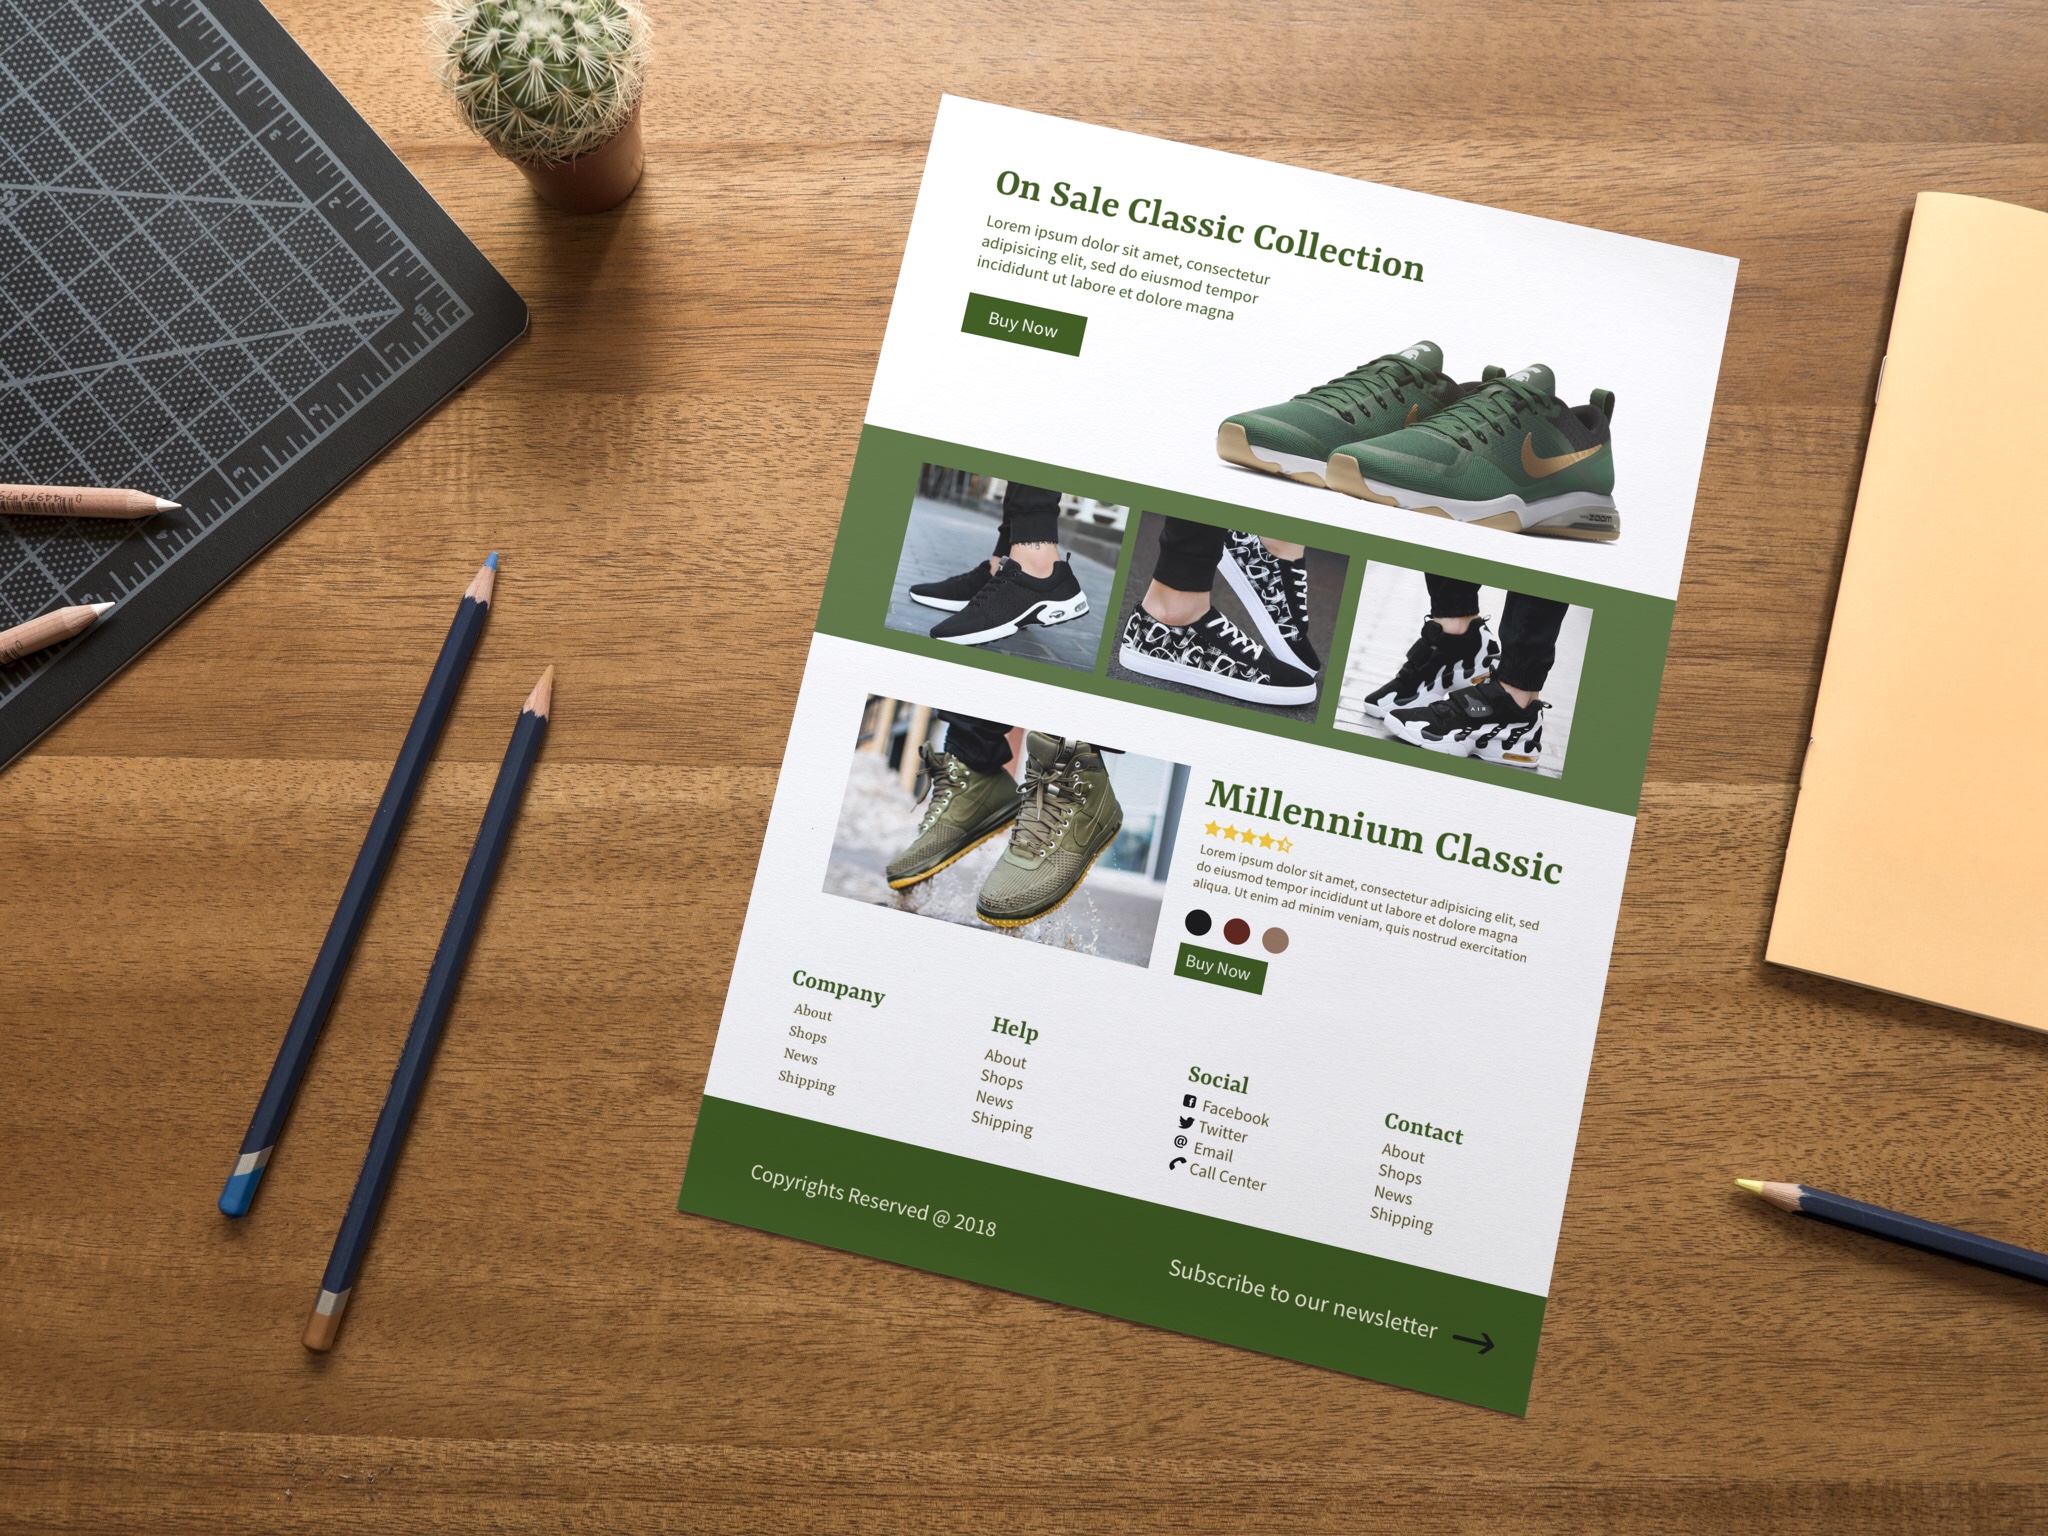 On Sale Classic Collection
Lorem ipsum dolor sit amet, consectetur
adipisicing elit, sed do eiusmod tempor
incididunt ut labore et dolore magna
Buy Now
ZOOM
AIR
Millennium Classic
Lorem ipsum dolor sit amet, consectetur adipisicing elit, sed
do eiusmod tempor incididunt ut labore et dolore magna
aliqua. Ut enim ad minim veniam, quis nostrud exercitation
Buy Now
Company
About
Shops
News
Shipping
Help
About
Shops
News
Shipping
Social
Facebook
Twitter
@ Email
Call Center
Contact
About
Shops
News
Shipping
Copyrights Reserved @ 2018
Subscribe to our newsletter